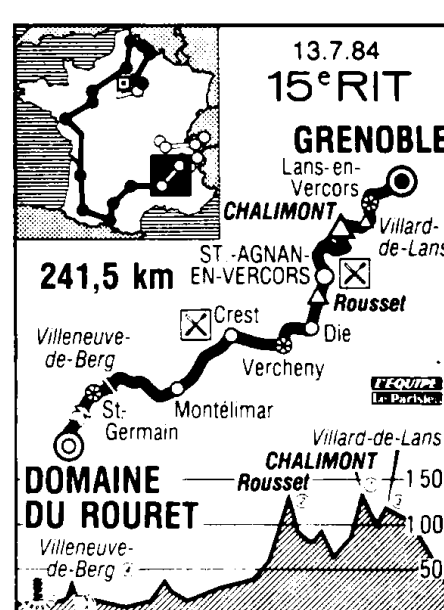 13.7.84
15e RIT
GRENOBLE
Lans-en-
Vercors
CHALIMONT
Villard-
de-Lans
ST.-AGNAN-
EN-VERCORS
241,5 km
Rousset
Crest
Die
Villeneuve-
de-Berg
Vercheny
L'EQUIPE
Le Parisien
St.-
Germain
Montélimar
Villard-de-Lans
DOMAINE
DU ROURET
CHALIMONT
Rousset
150
100
50
Villeneuve-
de-Berg